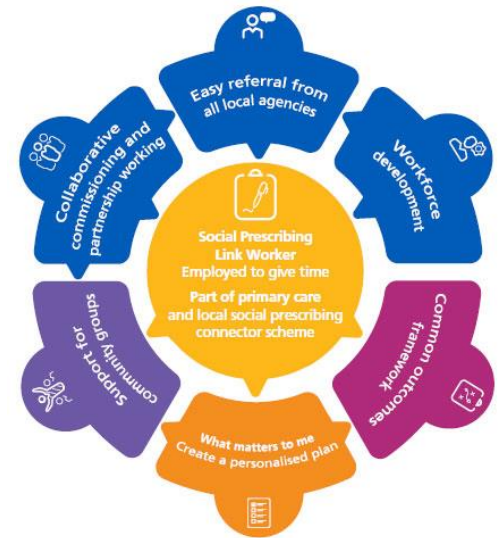 Easy referral from
all local agencies
Workforce
development
Common outcomes
framework
What matters to me
Create a personalised plan
Support for
community groups
Collaborative
commissioning and
partnership working
Social Prescribing
Link Worker
Employed to give time
Part of primary care
and local social prescribing
connector scheme